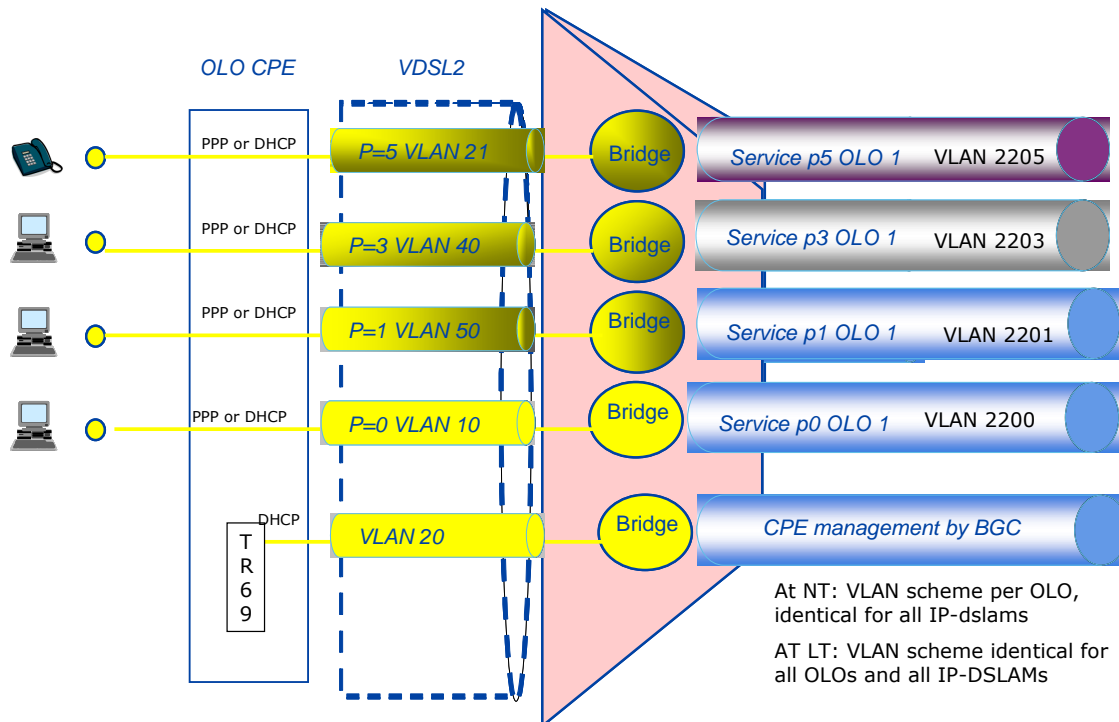 OLO CPE
VDSL2
PPP or DHCP
P=5 VLAN 21
Bridge
Service p5 OLO 1
VLAN 2205
PPP or DHCP
P=3 VLAN 40
Bridge
Service p3 OLO 1
VLAN 2203
PPP or DHCP
P=1 VLAN 50
Bridge
Service p1 OLO 1
VLAN 2201
PPP or DHCP
P=0 VLAN 10
Bridge
Service p0 OLO 1
VLAN 2200
DHCP
VLAN 20
Bridge
CPE management by BGC
T
R
6
9
At NT: VLAN scheme per OLO,
identical for all IP-dslams
AT LT: VLAN scheme identical for
all OLOs and all IP-DSLAMs